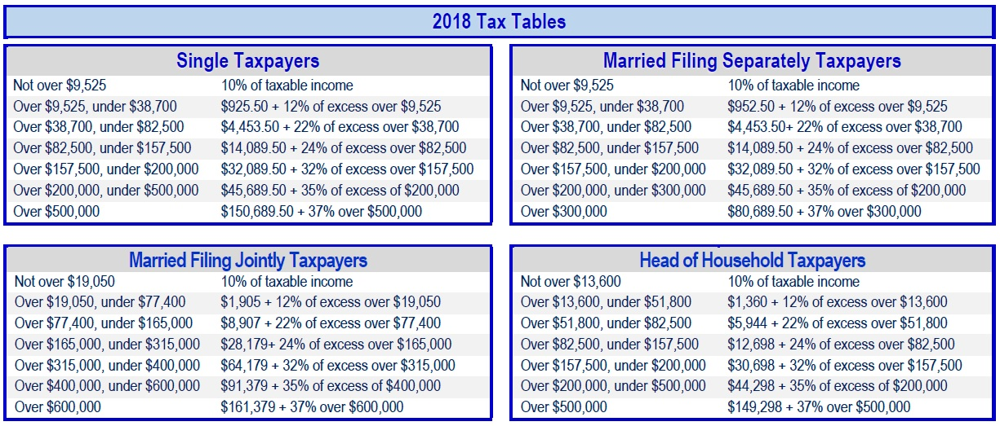 2018 Tax Tables
Single Taxpayers
Not over $9,525 10% of taxable income
Over $9,525, under $38,700 $925.50 + 12% of excess over $9,525
Over $38,700, under $82,500 $4,453.50 + 22% of excess over $38,700
Over $82,500, under $157,500 $14,089.50 + 24% of excess over $82,500
Over $157,500, under $200,000 $32,089.50 + 32% of excess over $157,500
Over $200,000, under $500,000 $45,689.50 + 35% of excess of $200,000
Over $500,000 $150,689.50 + 37% over $500,000
Married Filing Separately Taxpayers
Not over $9,525 10% of taxable income
Over $9,525, under $38,700 $952.50 + 12% of excess over $9,525
Over $38,700, under $82,500 $4,453.50+ 22% of excess over $38,700
Over $82,500, under $157,500 $14,089.50 + 24% of excess over $82,500
Over $157,500, under $200,000 $32,089.50 + 32% of excess over $157,500
Over $200,000, under $300,000 $45,689.50 + 35% of excess of $200,000
Over $300,000 $80,689.50 + 37% over $300,000
Married Filing Jointly Taxpayers
Not over $19,050 10% of taxable income
Over $19,050, under $77,400 $1,905 + 12% of excess over $19,050
Over $77,400, under $165,000 $8,907 + 22% of excess over $77,400
Over $165,000, under $315,000 $28,179+ 24% of excess over $165,000
Over $315,000, under $400,000 $64,179 + 32% of excess over $315,000
Over $400,000, under $600,000 $91,379 + 35% of excess of $400,000
Over $600,000 $161,379 + 37% over $600,000
Head of Household Taxpayers
Not over $13,600 10% of taxable income
Over $13,600, under $51,800 $1,360 + 12% of excess over $13,600
Over $51,800, under $82,500 $5,944 + 22% of excess over $51,800
Over $82,500, under $157,500 $12,698 + 24% of excess over $82,500
Over $157,500, under $200,000 $30,698 + 32% of excess over $157,500
Over $200,000, under $500,000 $44,298 + 35% of excess of $200,000
Over $500,000 $149,298 + 37% over $500,000